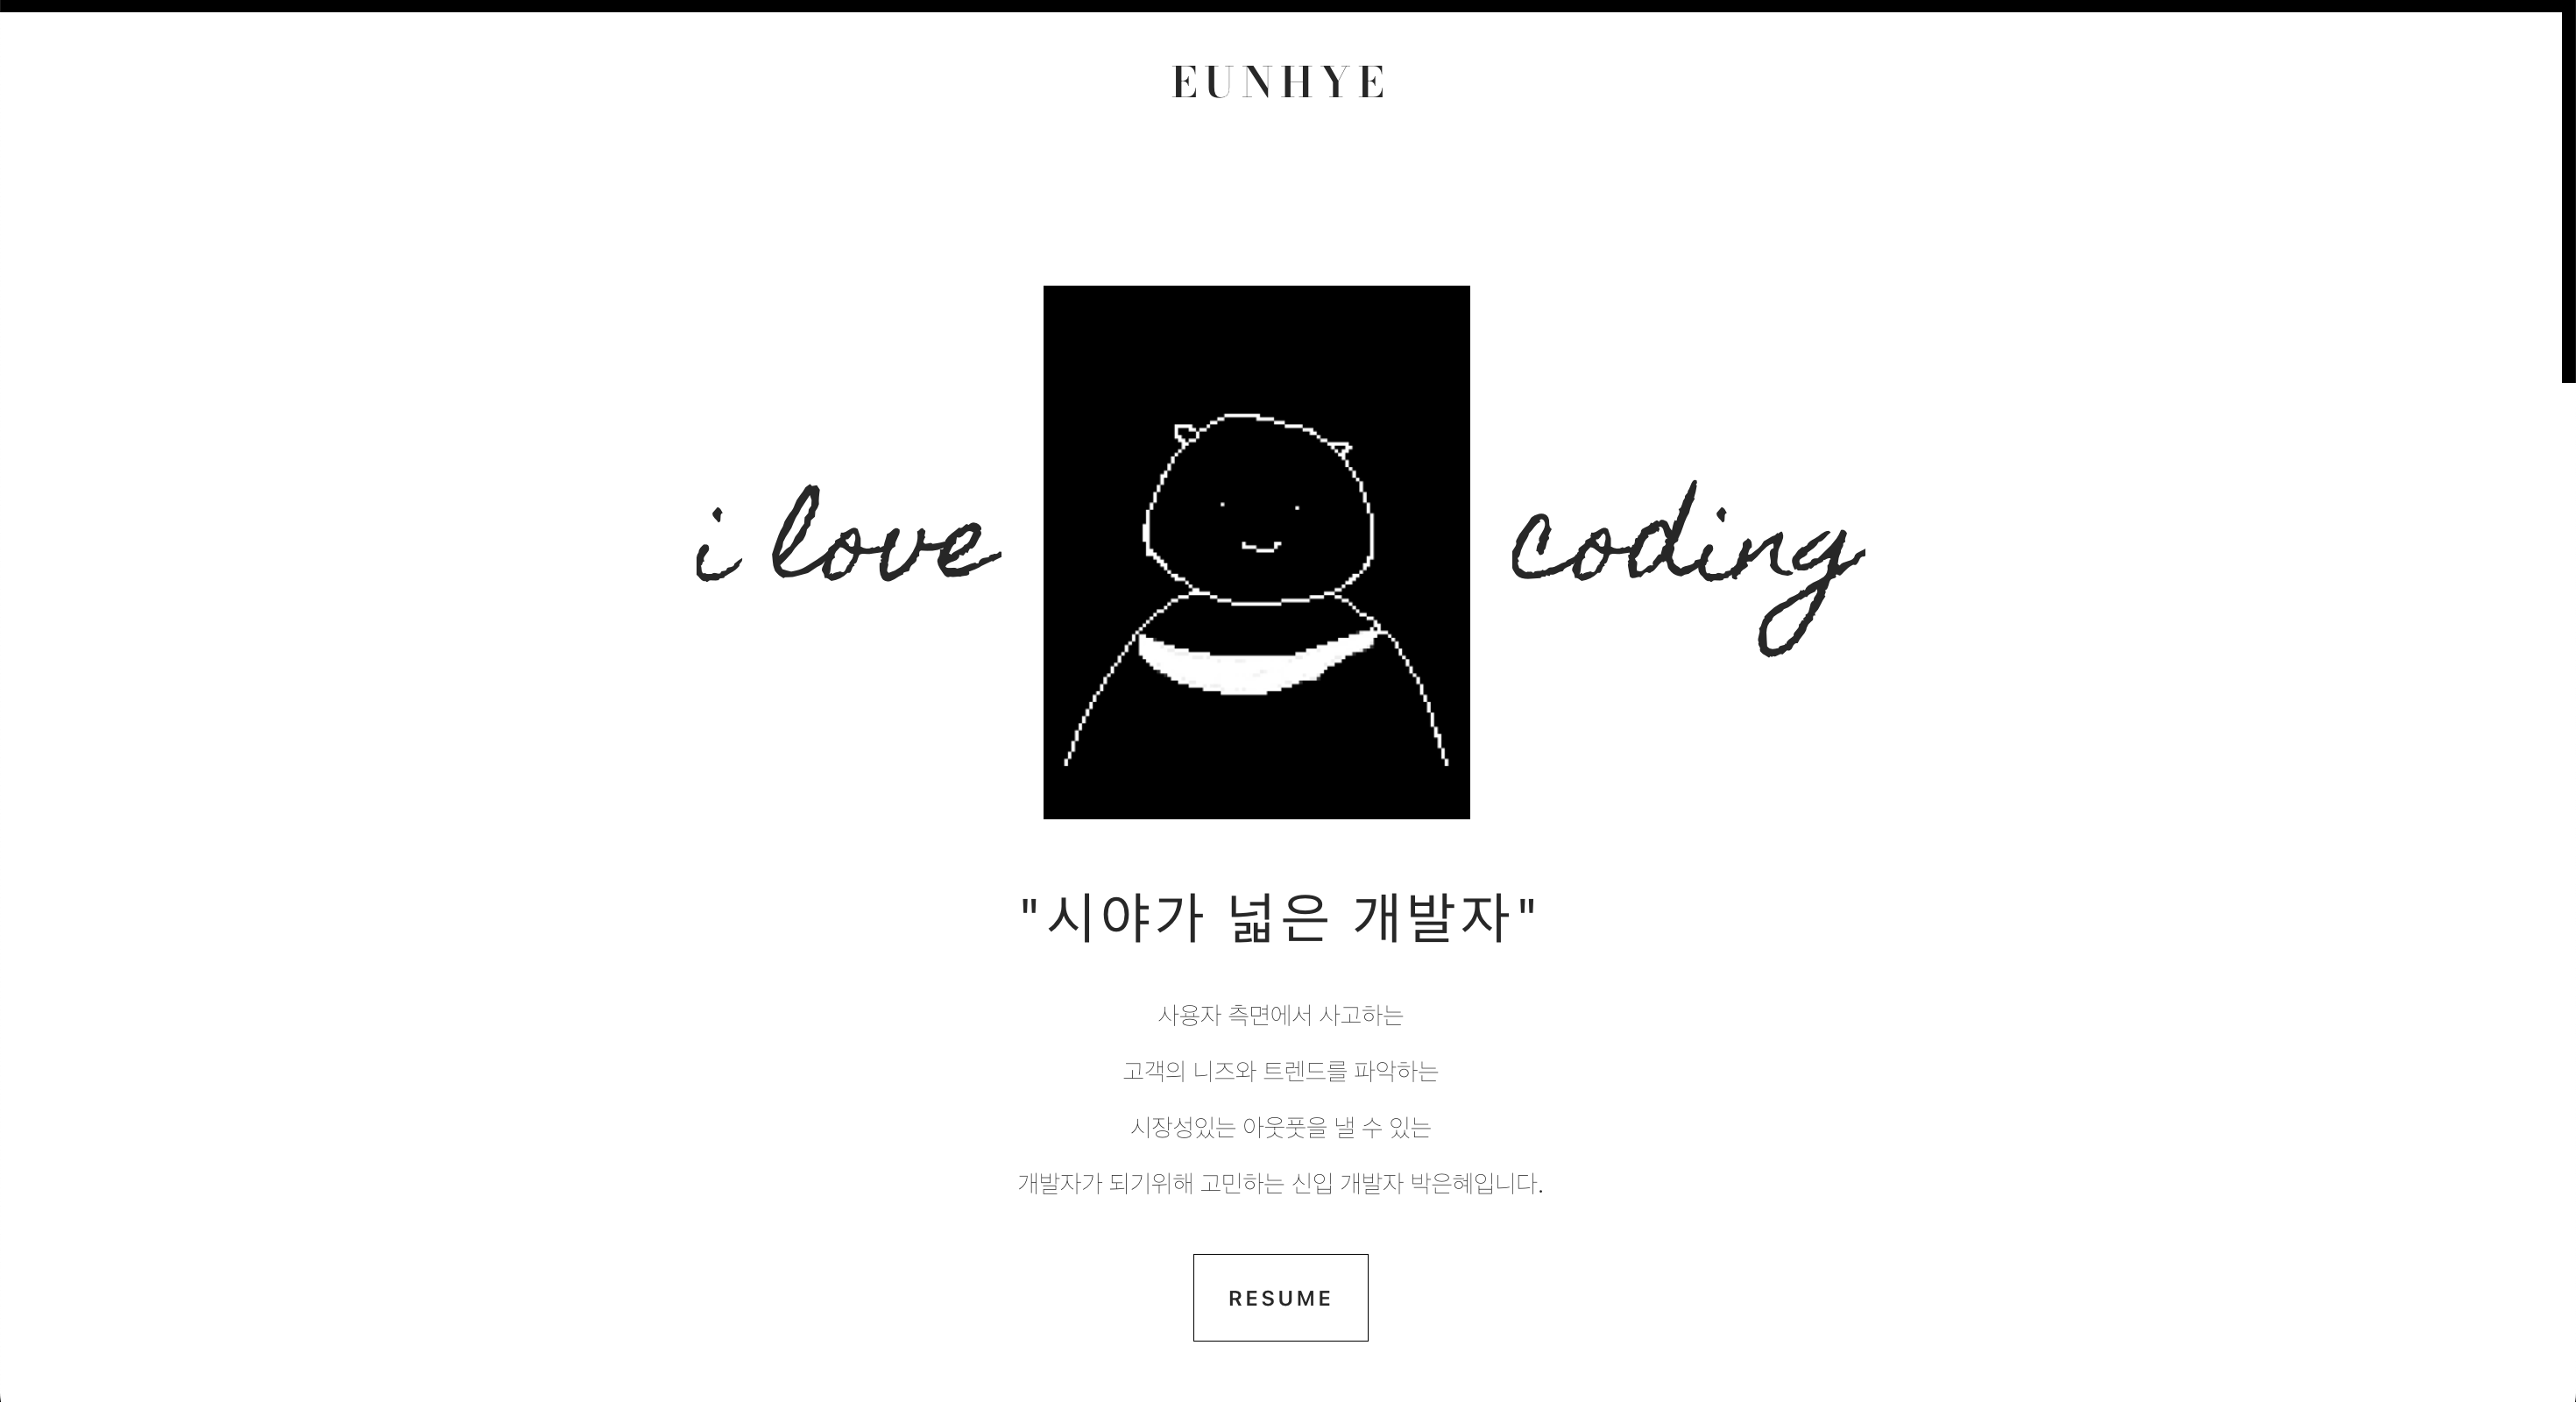 EUNHYE
i love coding
"시야가 넓은 개발자"
사용자 측면에서 사고하는
고객의 니즈와 트렌드를 파악하는
시장성있는 아웃풋을 낼 수 있는
개발자가 되기위해 고민하는 신입 개발자 박은혜입니다.
RESUME